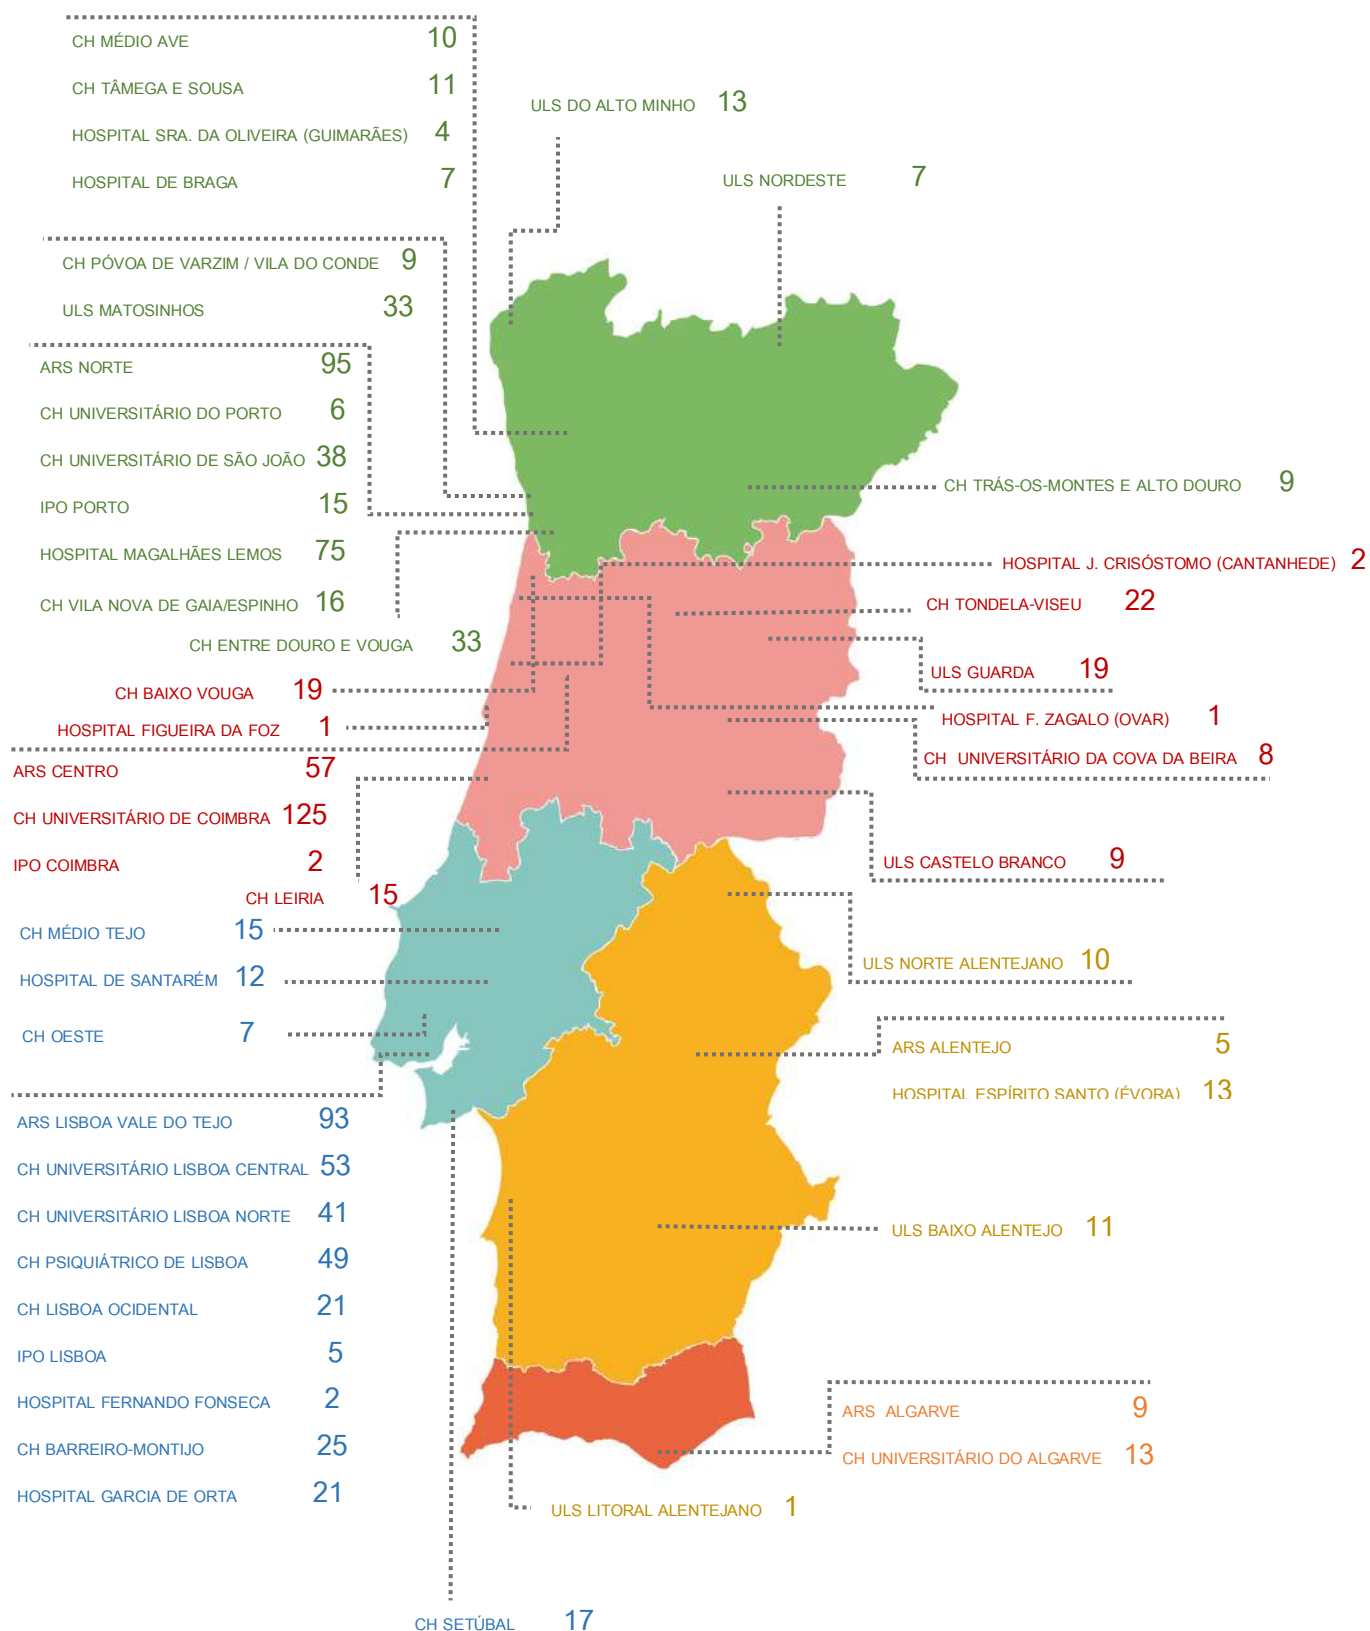 CH MÉDIO AVE 10
CH TÂMEGA E SOUSA 11
HOSPITAL SRA. DA OLIVEIRA (GUIMARÃES) 4
HOSPITAL DE BRAGA 7
ULS DO ALTO MINHO 13
ULS NORDESTE 7
CH PÓVOA DE VARZIM / VILA DO CONDE 9
ULS MATOSINHOS 33
ARS NORTE 95
CH UNIVERSITÁRIO DO PORTO 6
CH UNIVERSITÁRIO DE SÃO JOÃO 38
IPO PORTO 15
HOSPITAL MAGALHÃES LEMOS 75
CH VILA NOVA DE GAIA/ESPINHO 16
CH ENTRE DOURO E VOUGA 33
CH TRÁS-OS-MONTES E ALTO DOURO 9
HOSPITAL J. CRISÓSTOMO (CANTANHEDE) 2
CH TONDELA-VISEU 22
ULS GUARDA 19
HOSPITAL F. ZAGALO (OVAR) 1
CH UNIVERSITÁRIO DA COVA DA BEIRA 8
CH BAIXO VOUGA 19
HOSPITAL FIGUEIRA DA FOZ 1
ARS CENTRO 57
CH UNIVERSITÁRIO DE COIMBRA 125
IPO COIMBRA 2
CH LEIRIA 15
ULS CASTELO BRANCO 9
CH MÉDIO TEJO 15
HOSPITAL DE SANTARÉM 12
CH OESTE 7
ULS NORTE ALENTEJANO 10
ARS ALENTEJO 5
HOSPITAL ESPÍRITO SANTO (ÉVORA) 13
ARS LISBOA VALE DO TEJO 93
CH UNIVERSITÁRIO LISBOA CENTRAL 53
CH UNIVERSITÁRIO LISBOA NORTE 41
CH PSIQUIÁTRICO DE LISBOA 49
CH LISBOA OCIDENTAL 21
IPO LISBOA 5
HOSPITAL FERNANDO FONSECA 2
CH BARREIRO-MONTIJO 25
HOSPITAL GARCIA DE ORTA 21
ULS BAIXO ALENTEJO 11
ARS ALGARVE 9
CH UNIVERSITÁRIO DO ALGARVE 13
ULS LITORAL ALENTEJANO 1
CH SETÚBAL 17